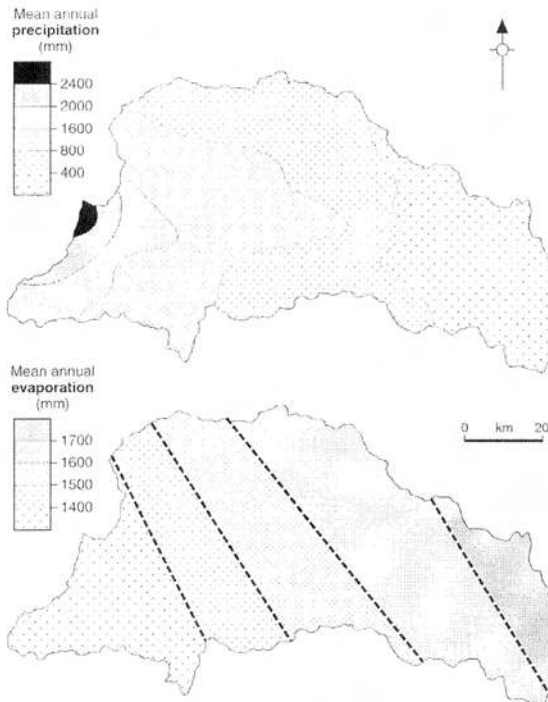 Mean annual
precipitation
(mm)
2400
2000
1600
800
400
Mean annual
evaporation
(mm)
1700
1600
1500
1400
0 km 20